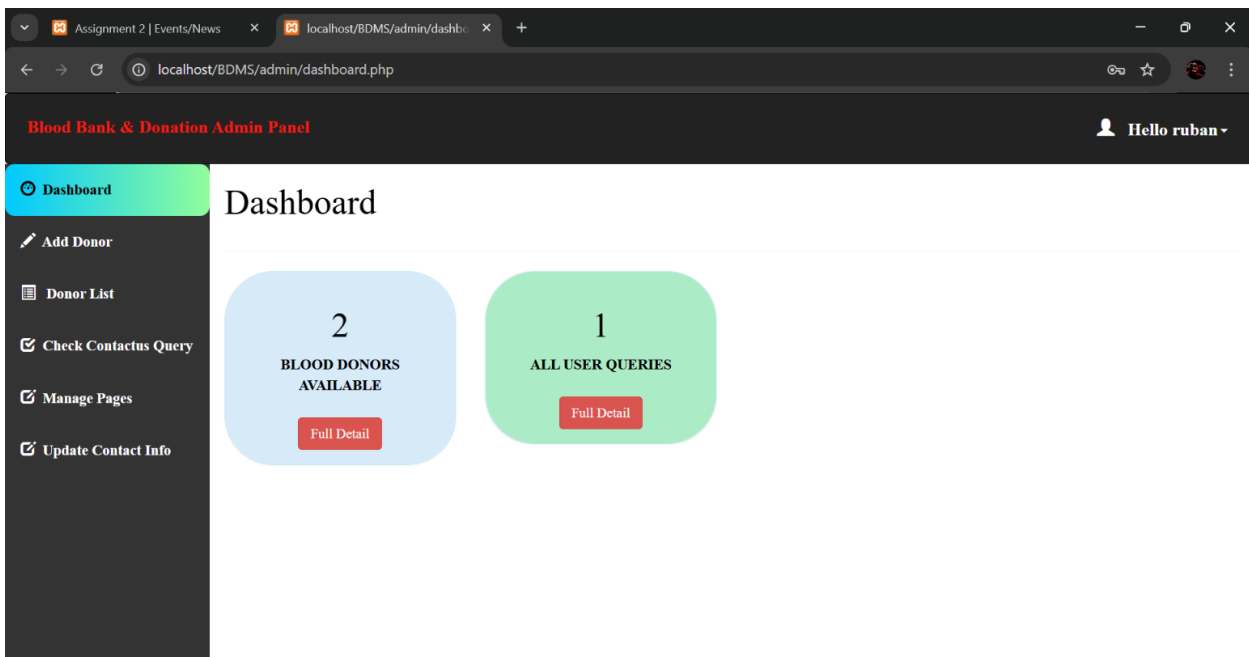 Assignment 2 | Events/News
localhost/BDMS/admin/dashbo
localhost/BDMS/admin/dashboard.php
Blood Bank & Donation Admin Panel
Hello ruban
Dashboard
Add Donor
Donor List
Check Contactus Query
Manage Pages
Update Contact Info
Dashboard
2
BLOOD DONORS
AVAILABLE
Full Detail
1
ALL USER QUERIES
Full Detail